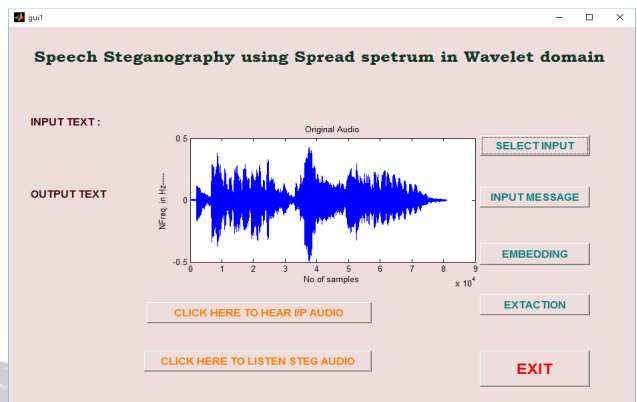 gui1
Speech Steganography using Spread spetrum in Wavelet domain
INPUT TEXT :
OUTPUT TEXT
Original Audio
NFreq. in Hz-----
0.5
0
-0.5
0 1 2 3 4 5 6 7 8 9
x 10^4
No.of samples
SELECT INPUT
INPUT MESSAGE
EMBEDDING
EXTACTION
EXIT
CLICK HERE TO HEAR I/P AUDIO
CLICK HERE TO LISTEN STEG AUDIO